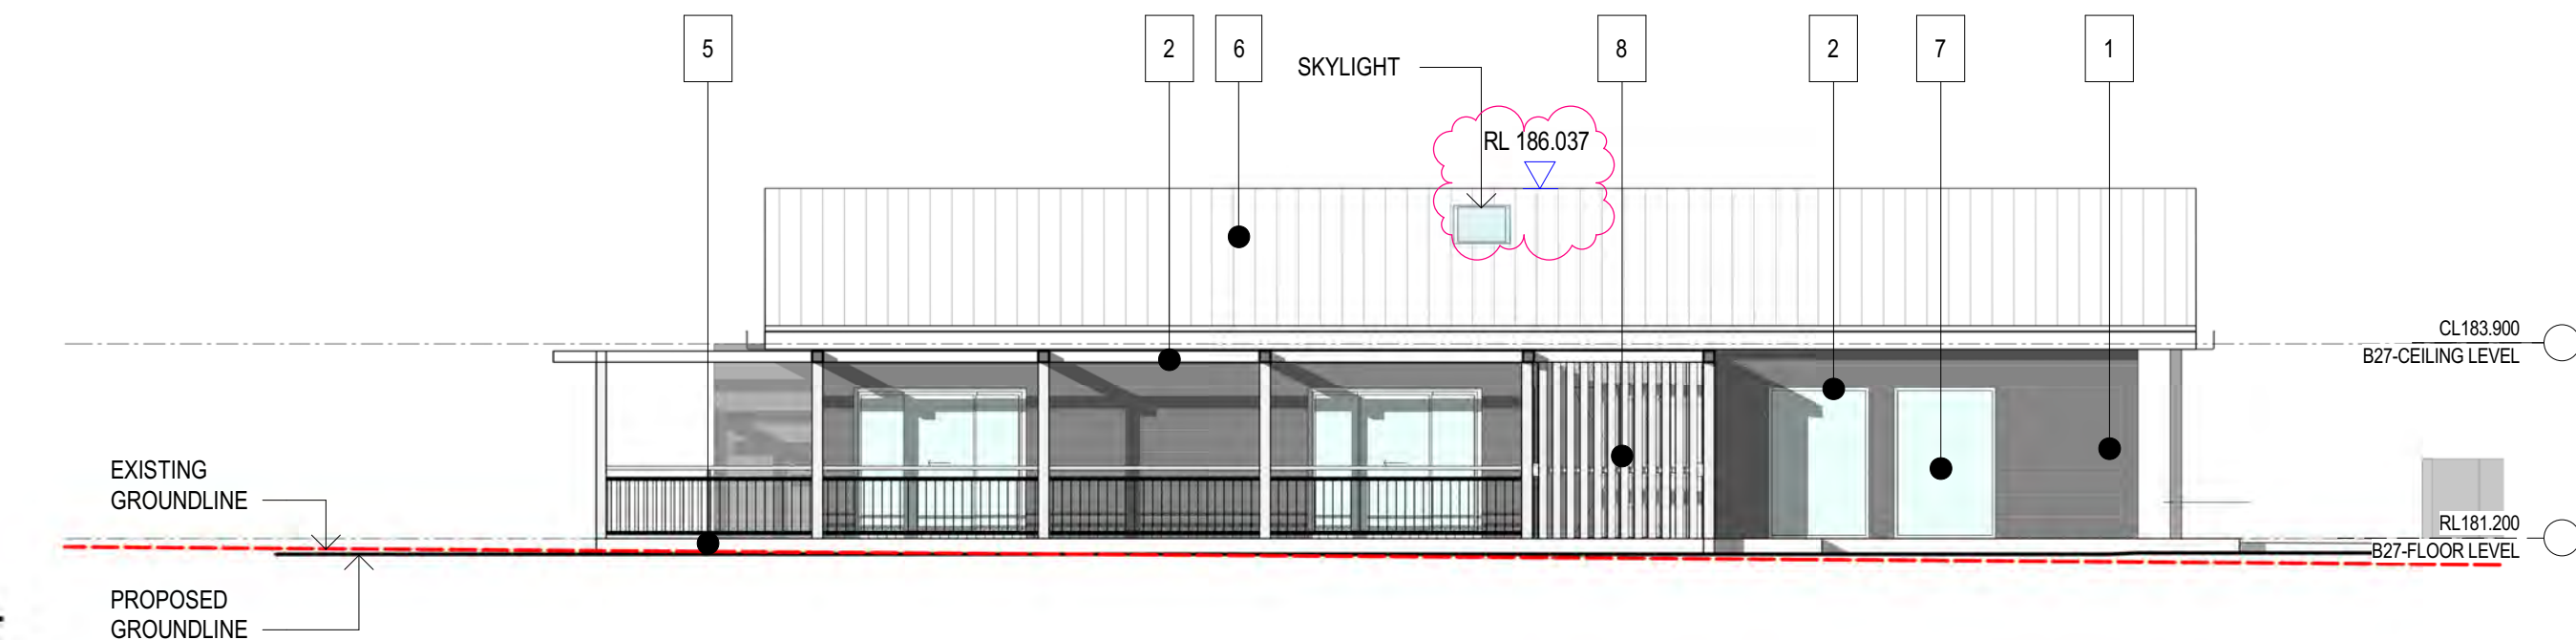 5
2
6
SKYLIGHT
8
2
7
1
RL 186.037
CL183.900
B27-CEILING LEVEL
EXISTING
GROUNDLINE
RL181.200
B27-FLOOR LEVEL
PROPOSED
GROUNDLINE